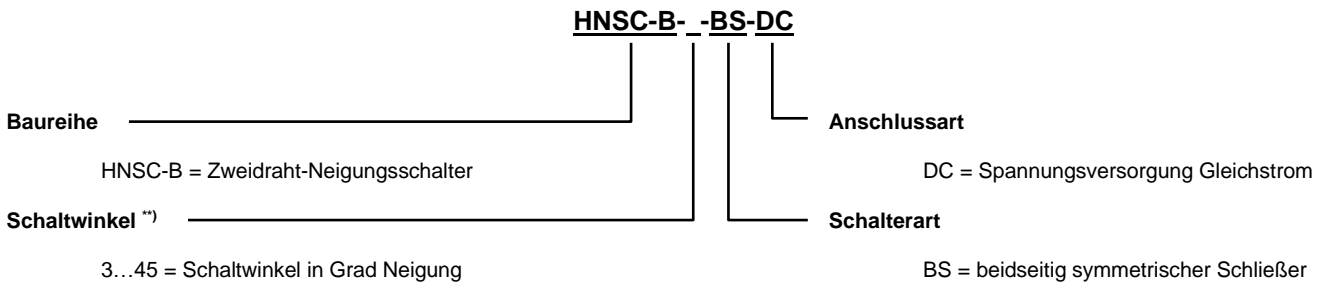 HNSC-B-_-BS-DC
Baureihe
HNSC-B = Zweidraht-Neigungsschalter
Schaltwinkel **)
3…45 = Schaltwinkel in Grad Neigung
Anschlussart
DC = Spannungsversorgung Gleichstrom
Schalterart
BS = beidseitig symmetrischer Schließer